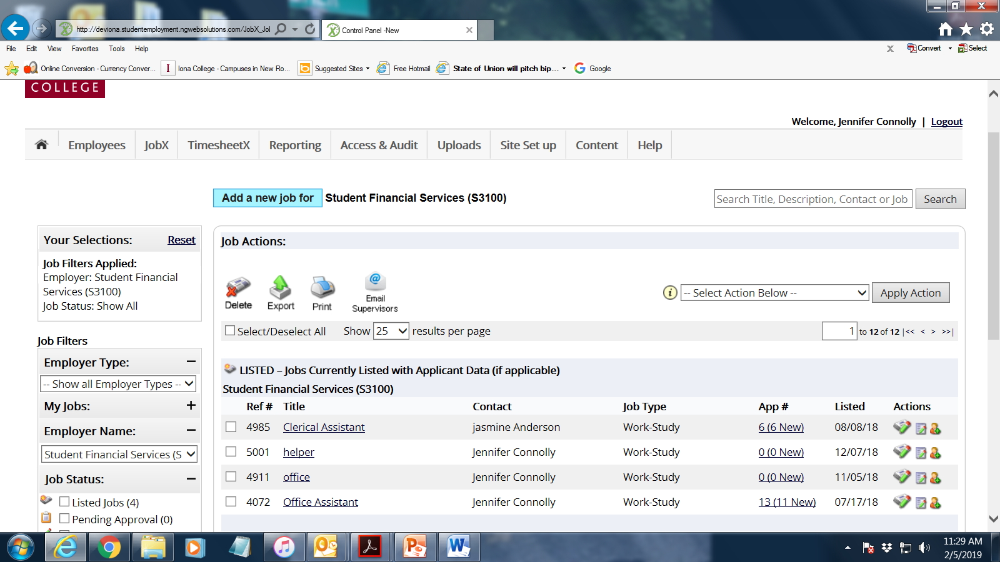 http://deviona.studentemployment.ngwebsolutions.com/JobX_Jol
Control Panel -New
File Edit View Favorites Tools Help
Convert Select
Online Conversion - Currency Conver... Iona College - Campuses in New Ro... Suggested Sites Free Hotmail State of Union will pitch bip... Google
COLLEGE
Welcome, Jennifer Connolly | Logout
Employees JobX TimesheetX Reporting Access & Audit Uploads Site Set up Content Help
Add a new job for Student Financial Services (S3100)
Search Title, Description, Contact or Job Search
Your Selections: Reset
Job Filters Applied:
Employer: Student Financial
Services (S3100)
Job Status: Show All
Job Filters
Employer Type:
-- Show all Employer Types --
My Jobs:
Employer Name:
Student Financial Services (S
Job Status:
Listed Jobs (4)
Pending Approval (0)
Job Actions:
Delete Export Print Email
Supervisors
-- Select Action Below -- Apply Action
Select/Deselect All Show 25 results per page
1 to 12 of 12 |<< < > >>|
LISTED – Jobs Currently Listed with Applicant Data (if applicable)
Student Financial Services (S3100)
Ref # Title Contact Job Type App # Listed Actions
4985 Clerical Assistant jasmine Anderson Work-Study 6 (6 New) 08/08/18
5001 helper Jennifer Connolly Work-Study 0 (0 New) 12/07/18
4911 office Jennifer Connolly Work-Study 0 (0 New) 11/05/18
4072 Office Assistant Jennifer Connolly Work-Study 13 (11 New) 07/17/18
11:29 AM
2/5/2019